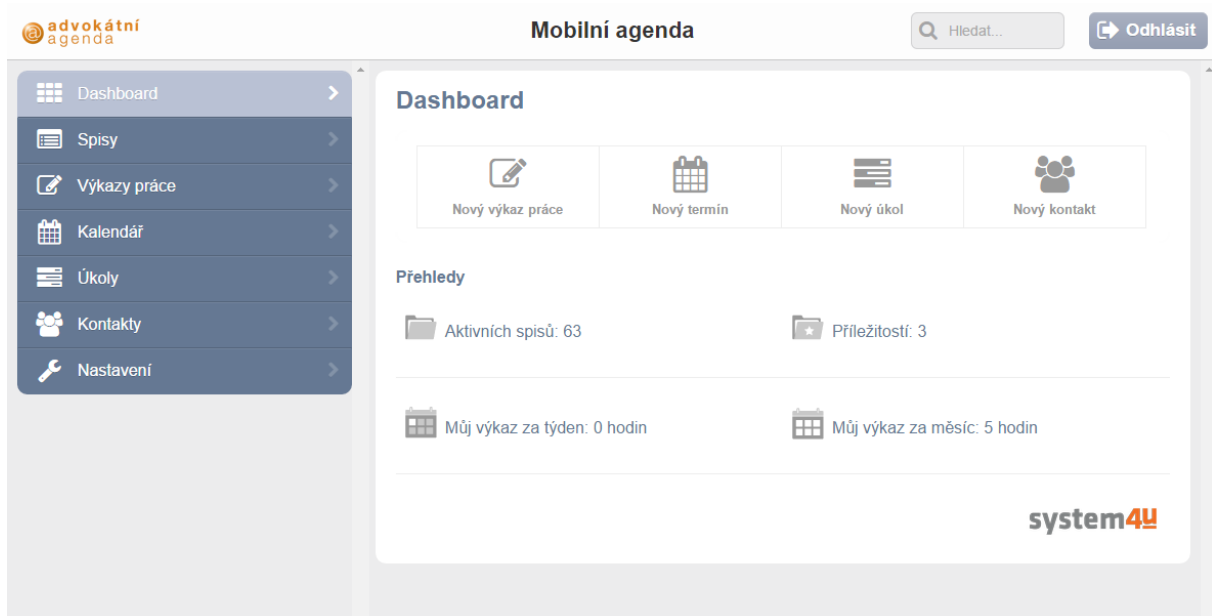 advokátní
agenda
Mobilní agenda
Hledat...
Odhlásit
Dashboard
Spisy
Výkazy práce
Kalendář
Úkoly
Kontakty
Nastavení
Dashboard
Nový výkaz práce
Nový termín
Nový úkol
Nový kontakt
Přehledy
Aktivních spisů: 63
Příležitostí: 3
Můj výkaz za týden: 0 hodin
Můj výkaz za měsíc: 5 hodin
system4u